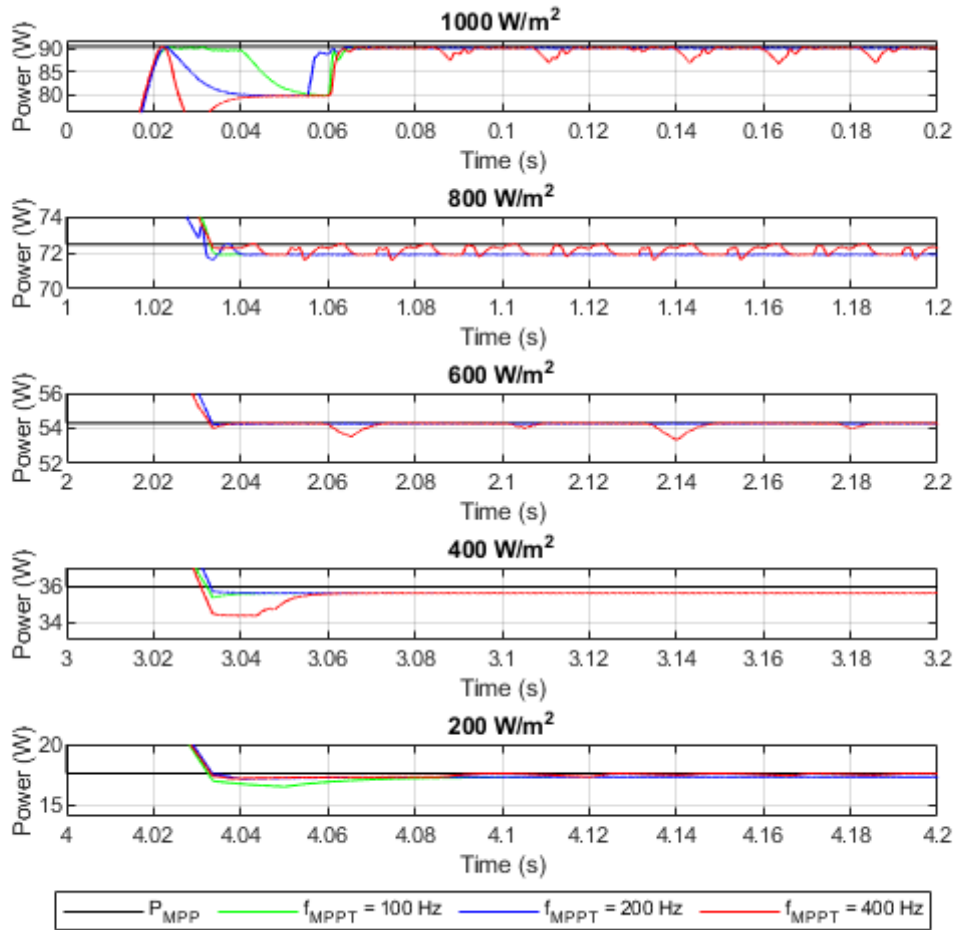 1000 W/m²
Power (W)
90
85
80
0 0.02 0.04 0.06 0.08 0.1 0.12 0.14 0.16 0.18 0.2
Time (s)
800 W/m²
Power (W)
74
72
70
1 1.02 1.04 1.06 1.08 1.1 1.12 1.14 1.16 1.18 1.2
Time (s)
600 W/m²
Power (W)
56
54
52
2 2.02 2.04 2.06 2.08 2.1 2.12 2.14 2.16 2.18 2.2
Time (s)
400 W/m²
Power (W)
36
34
3 3.02 3.04 3.06 3.08 3.1 3.12 3.14 3.16 3.18 3.2
Time (s)
200 W/m²
Power (W)
20
15
4 4.02 4.04 4.06 4.08 4.1 4.12 4.14 4.16 4.18 4.2
Time (s)
P_MPP f_MPPT = 100 Hz f_MPPT = 200 Hz f_MPPT = 400 Hz